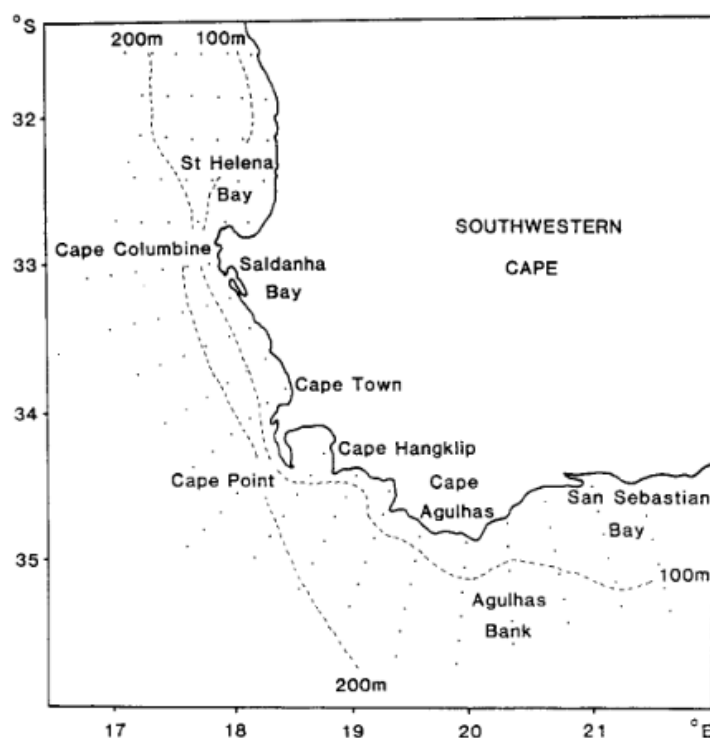 °S
200m 100m
32
St Helena
Bay
SOUTHWESTERN
CAPE
Cape Columbine
33
Saldanha
Bay
Cape Town
34
Cape Hangklip
Cape Point
Cape
Agulhas
San Sebastian
Bay
35
100m
Agulhas
Bank
200m
17 18 19 20 21 °E